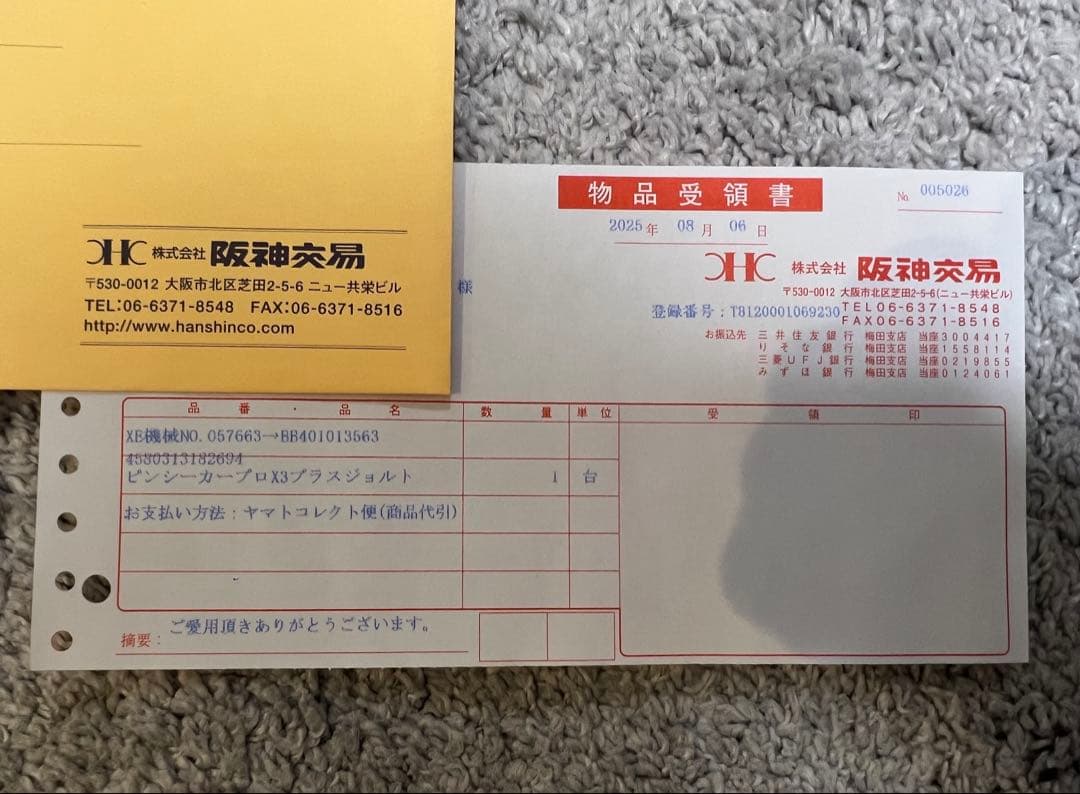 CHC 株式会社 阪神交易
〒530-0012 大阪市北区芝田2-5-6 ニュー共栄ビル
TEL:06-6371-8548 FAX:06-6371-8516
http://www.hanshinco.com
物品受領書
No. 005026
2025年 08月 06日
様
CHC 株式会社 阪神交易
〒530-0012 大阪市北区芝田2-5-6(ニュー共栄ビル)
登録番号:T8120001069230
TEL06-6371-8548
FAX06-6371-8516
お振込先 三井住友銀行 梅田支店 当座3004417
りそな銀行 梅田支店 当座1558114
三菱UFJ銀行 梅田支店 当座0219855
みずほ銀行 梅田支店 当座0124061
品番・品名 数量 単位 受領印
XE機械NO.057663→BB401013563
4580313182694
ピンシーカープロX3プラスジョルト 1 台
お支払い方法:ヤマトコレクト便(商品代引)
摘要: ご愛用頂きありがとうございます。